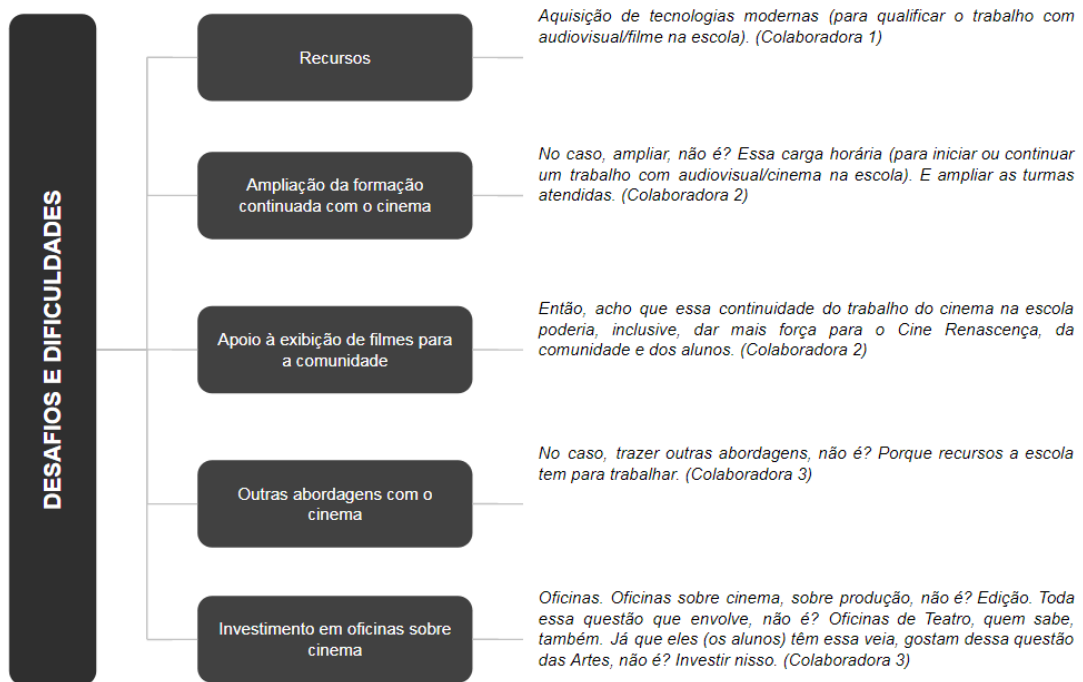 DESAFIOS E DIFICULDADES
Recursos
Aquisição de tecnologias modernas (para qualificar o trabalho com
audiovisual/filme na escola). (Colaboradora 1)
Ampliação da formação
continuada com o cinema
No caso, ampliar, não é? Essa carga horária (para iniciar ou continuar
um trabalho com audiovisual/cinema na escola). E ampliar as turmas
atendidas. (Colaboradora 2)
Apoio à exibição de filmes para
a comunidade
Então, acho que essa continuidade do trabalho do cinema na escola
poderia, inclusive, dar mais força para o Cine Renascença, da
comunidade e dos alunos. (Colaboradora 2)
Outras abordagens com o
cinema
No caso, trazer outras abordagens, não é? Porque recursos a escola
tem para trabalhar. (Colaboradora 3)
Investimento em oficinas sobre
cinema
Oficinas. Oficinas sobre cinema, sobre produção, não é? Edição. Toda
essa questão que envolve, não é? Oficinas de Teatro, quem sabe,
também. Já que eles (os alunos) têm essa veia, gostam dessa questão
das Artes, não é? Investir nisso. (Colaboradora 3)